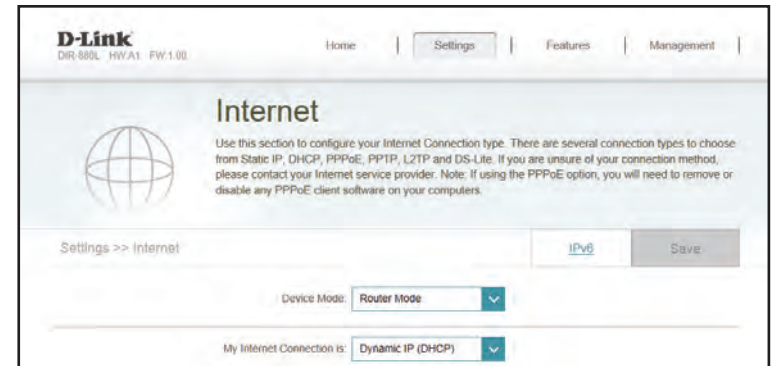 D-Link
DIR-880L HW:A1 FW:1.00
Home | Settings | Features | Management |
Internet
Use this section to configure your Internet Connection type. There are several connection types to choose
from Static IP, DHCP, PPPoE, PPTP, L2TP and DS-Lite. If you are unsure of your connection method,
please contact your Internet service provider. Note: If using the PPPoE option, you will need to remove or
disable any PPPoE client software on your computers.
Settings >> Internet IPv6 Save
Device Mode: Router Mode
My Internet Connection is: Dynamic IP (DHCP)